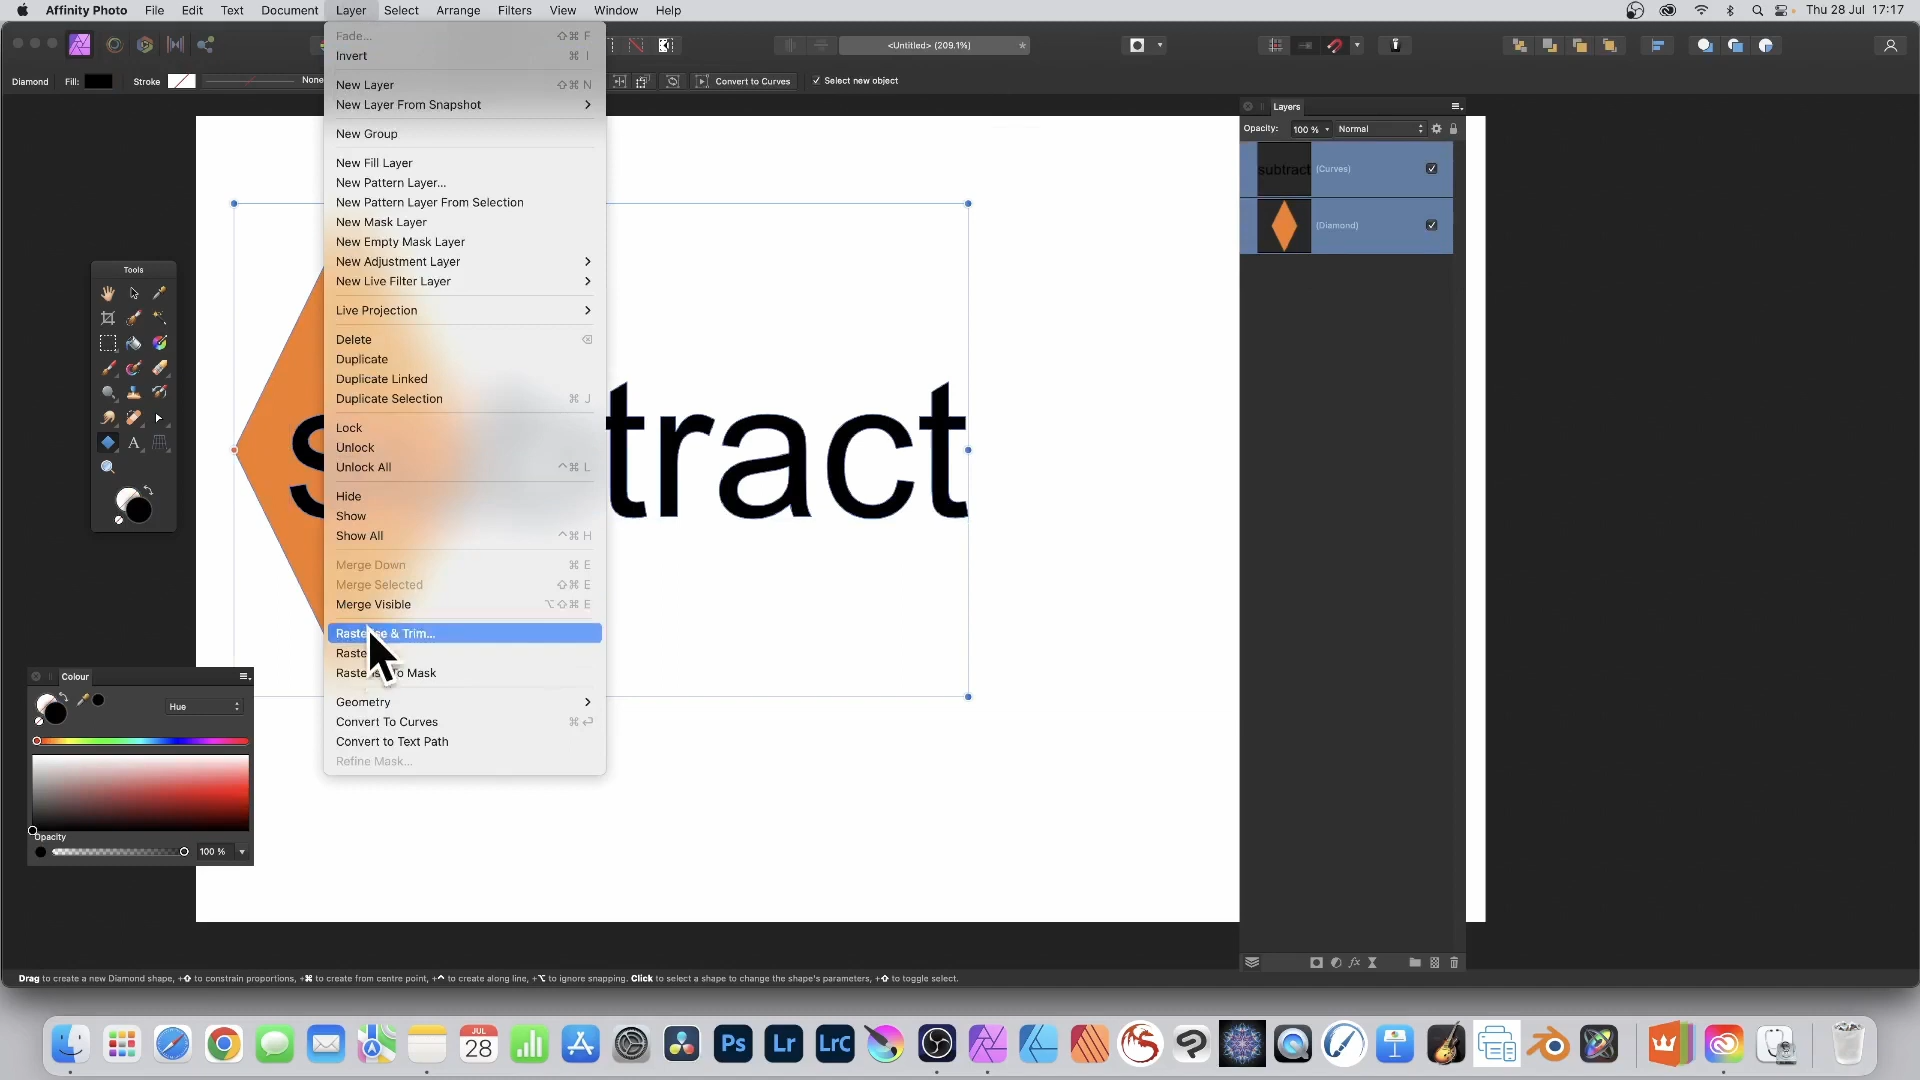 Affinity Photo File Edit Text Document Layer Select Arrange Filters View Window Help Thu 28 Jul 17:17
<Untitled> (209.1%) *
Diamond Fill: Stroke None Convert to Curves Select new object
Fade... ⇧⌘ F
Invert ⌘ I
New Layer ⇧⌘ N
New Layer From Snapshot
New Group
New Fill Layer
New Pattern Layer...
New Pattern Layer From Selection
New Mask Layer
New Empty Mask Layer
New Adjustment Layer
New Live Filter Layer
Live Projection
Delete
Duplicate
Duplicate Linked
Duplicate Selection ⌘ J
Lock
Unlock
Unlock All ^⌘ L
Hide
Show
Show All ^⌘ H
Merge Down ⌘ E
Merge Selected ⇧⌘ E
Merge Visible ⌥⇧⌘ E
& Trim...
To Mask
Geometry
Convert To Curves ⌘↩
Convert to Text Path
Refine Mask...
s tract
Tools
Colour
Hue
Opacity
100 %
Layers
Opacity: 100 % Normal
subtract (Curves)
(Diamond)
Drag to create a new Diamond shape, +⇧ to constrain proportions, +⌘ to create from centre point, +^ to create along line, +⌥ to ignore snapping. Click to select a shape to change the shape's parameters, +⇧ to toggle select.
JUL
28
Ps
Lr
LrC